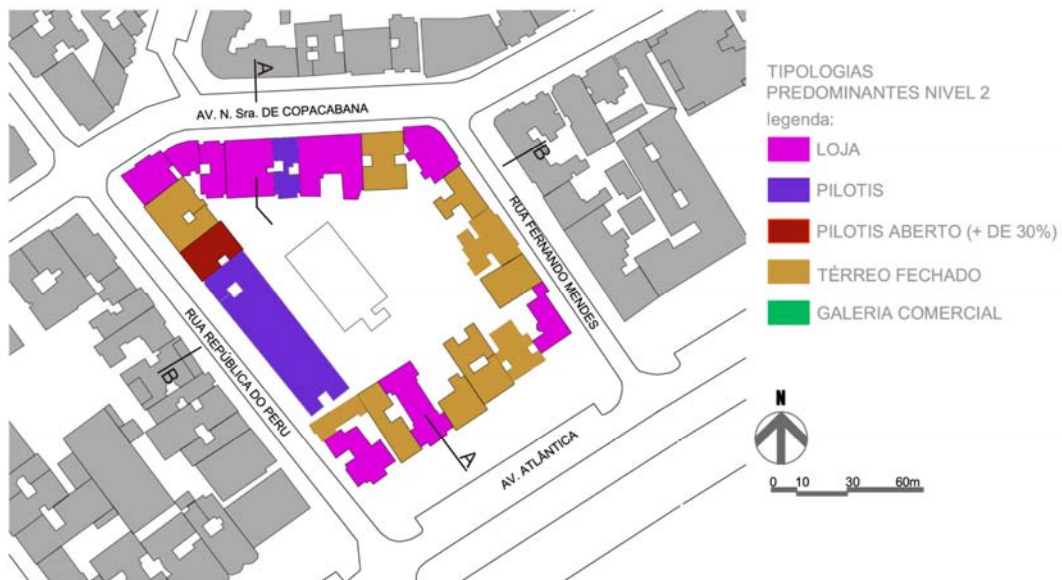 A
AV. N. Sra. DE COPACABANA
B
RUA FERNANDO MENDES
RUA REPÚBLICA DO PERU
B
A
AV. ATLÂNTICA
TIPOLOGIAS
PREDOMINANTES NIVEL 2
legenda:
LOJA
PILOTIS
PILOTIS ABERTO (+ DE 30%)
TÉRREO FECHADO
GALERIA COMERCIAL
N
0 10 30 60m